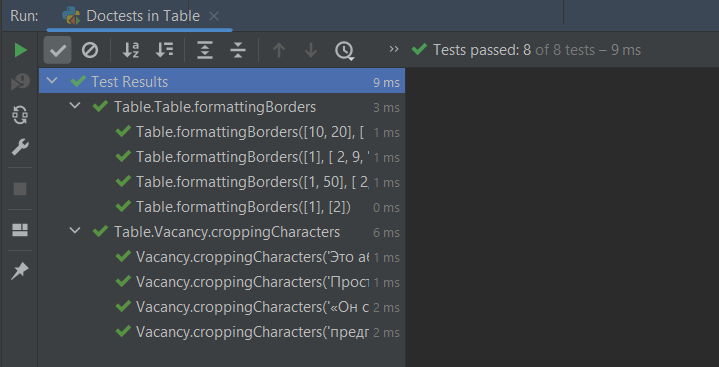 Run: Doctests in Table
Tests passed: 8 of 8 tests – 9 ms
Test Results 9 ms
Table.Table.formattingBorders 3 ms
Table.formattingBorders([10, 20], [ 1 ms
Table.formattingBorders([1], [ 2, 9, 1 ms
Table.formattingBorders([1, 50], [ 2, 1 ms
Table.formattingBorders([1], [2]) 0 ms
Table.Vacancy.croppingCharacters 6 ms
Vacancy.croppingCharacters('Это 1 ms
Vacancy.croppingCharacters('Прост 1 ms
Vacancy.croppingCharacters('«Он с 2 ms
Vacancy.croppingCharacters('предп 2 ms